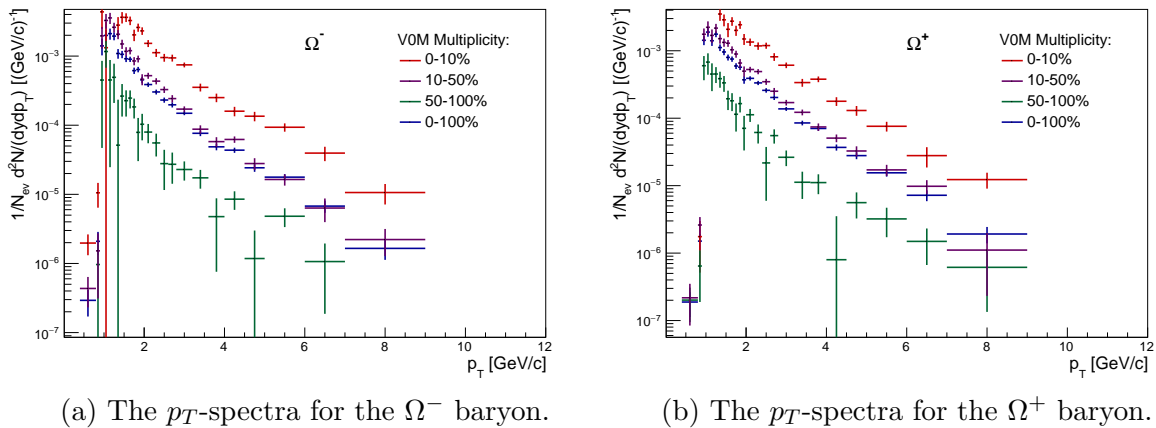 1/N_ev d²N/(dydp_T) [(GeV/c)⁻¹]
10⁻³
10⁻⁴
10⁻⁵
10⁻⁶
10⁻⁷
Ω⁻
V0M Multiplicity:
0-10%
10-50%
50-100%
0-100%
2 4 6 8 10 12
p_T [GeV/c]
(a) The p_T-spectra for the Ω⁻ baryon.
1/N_ev d²N/(dydp_T) [(GeV/c)⁻¹]
10⁻³
10⁻⁴
10⁻⁵
10⁻⁶
10⁻⁷
Ω⁺
V0M Multiplicity:
0-10%
10-50%
50-100%
0-100%
2 4 6 8 10 12
p_T [GeV/c]
(b) The p_T-spectra for the Ω⁺ baryon.